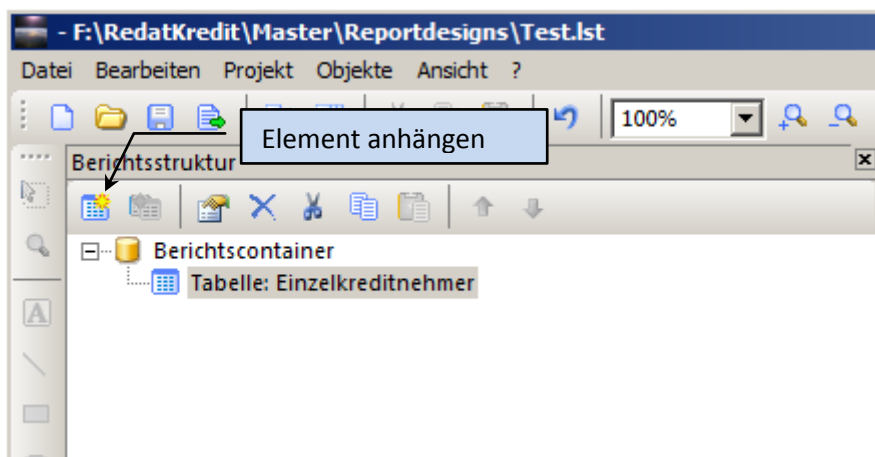 - F:\RedatKredit\Master\Reportdesigns\Test.lst
Datei Bearbeiten Projekt Objekte Ansicht ?
Element anhängen
100%
Berichtsstruktur
Berichtscontainer
Tabelle: Einzelkreditnehmer
A